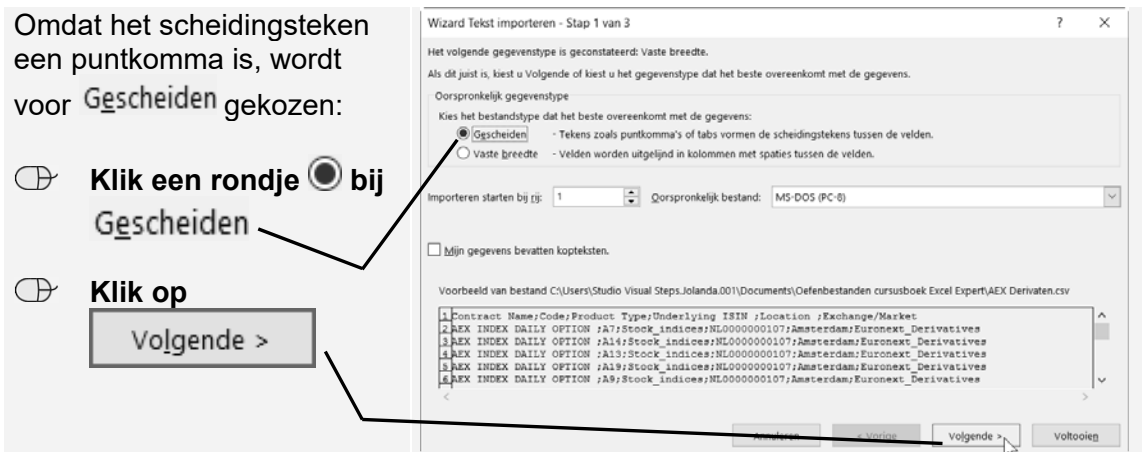 Omdat het scheidingsteken
een puntkomma is, wordt
voor Gescheiden gekozen:
Klik een rondje bij
Gescheiden
Klik op
Volgende >
Wizard Tekst importeren - Stap 1 van 3 ? ×
Het volgende gegevenstype is geconstateerd: Vaste breedte.
Als dit juist is, kiest u Volgende of kiest u het gegevenstype dat het beste overeenkomt met de gegevens.
Oorspronkelijk gegevenstype
Kies het bestandstype dat het beste overeenkomt met de gegevens:
Gescheiden - Tekens zoals puntkomma's of tabs vormen de scheidingstekens tussen de velden.
Vaste breedte - Velden worden uitgelijnd in kolommen met spaties tussen de velden.
Importeren starten bij rij: 1 Oorspronkelijk bestand: MS-DOS (PC-8)
Mijn gegevens bevatten kopteksten.
Voorbeeld van bestand C:\Users\Studio Visual Steps.Jolanda.001\Documents\Oefenbestanden cursusboek Excel Expert\AEX Derivaten.csv
1 Contract Name;Code;Product Type;Underlying ISIN ;Location ;Exchange/Market
2 AEX INDEX DAILY OPTION ;A7;Stock_indices;NL0000000107;Amsterdam;Euronext_Derivatives
3 AEX INDEX DAILY OPTION ;A14;Stock_indices;NL0000000107;Amsterdam;Euronext_Derivatives
4 AEX INDEX DAILY OPTION ;A13;Stock_indices;NL0000000107;Amsterdam;Euronext_Derivatives
5 AEX INDEX DAILY OPTION ;A19;Stock_indices;NL0000000107;Amsterdam;Euronext_Derivatives
6 AEX INDEX DAILY OPTION ;A9;Stock_indices;NL0000000107;Amsterdam;Euronext_Derivatives
Annuleren < Vorige Volgende > Voltooien